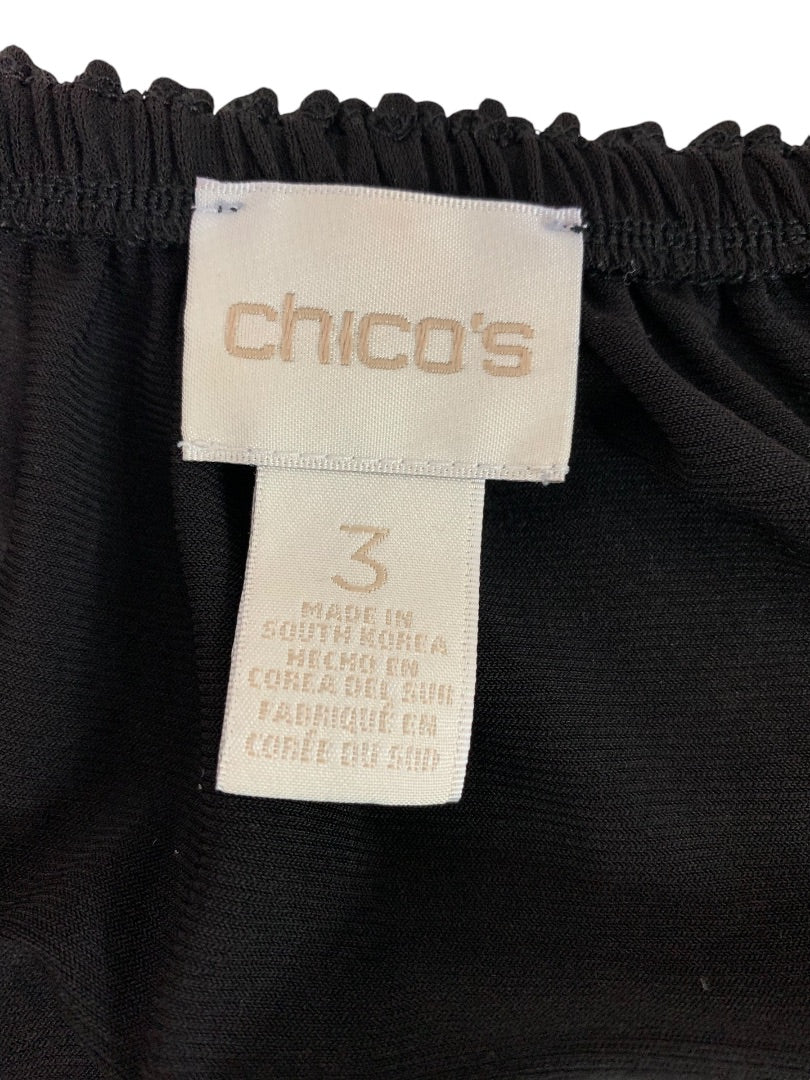 chico's
3
MADE IN
SOUTH KOREA
HECHO EN
COREA DEL SUR
FABRIQUÉ EN
CORÉE DU SUD